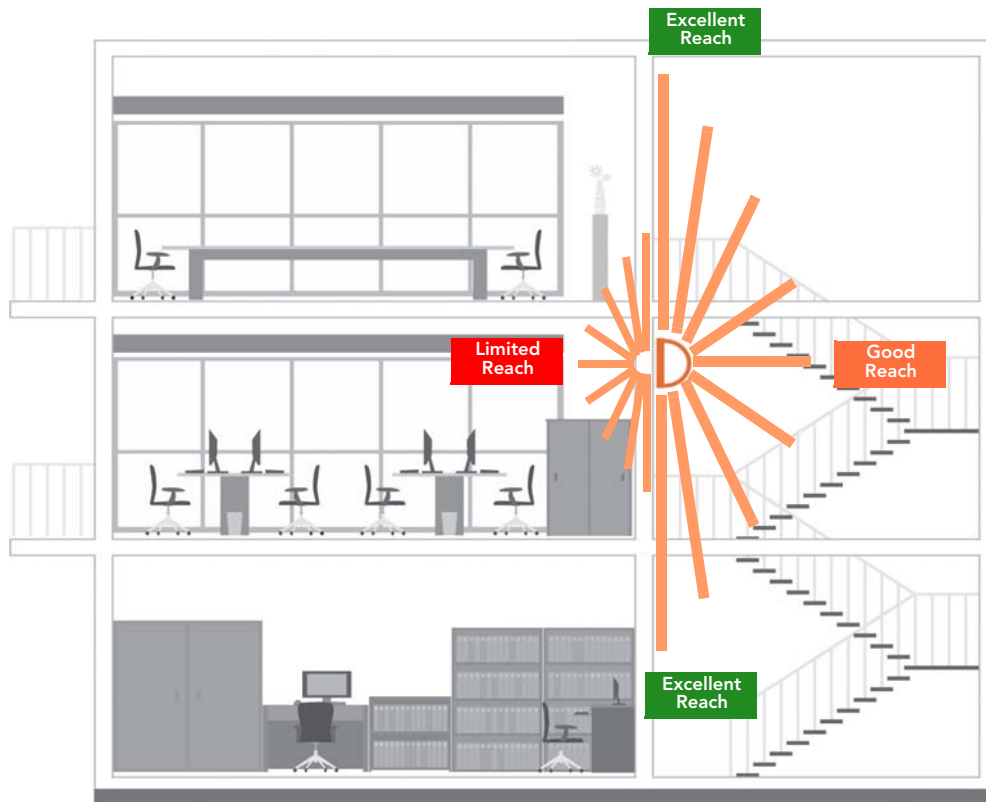 Excellent
Reach
Limited
Reach
Good
Reach
Excellent
Reach